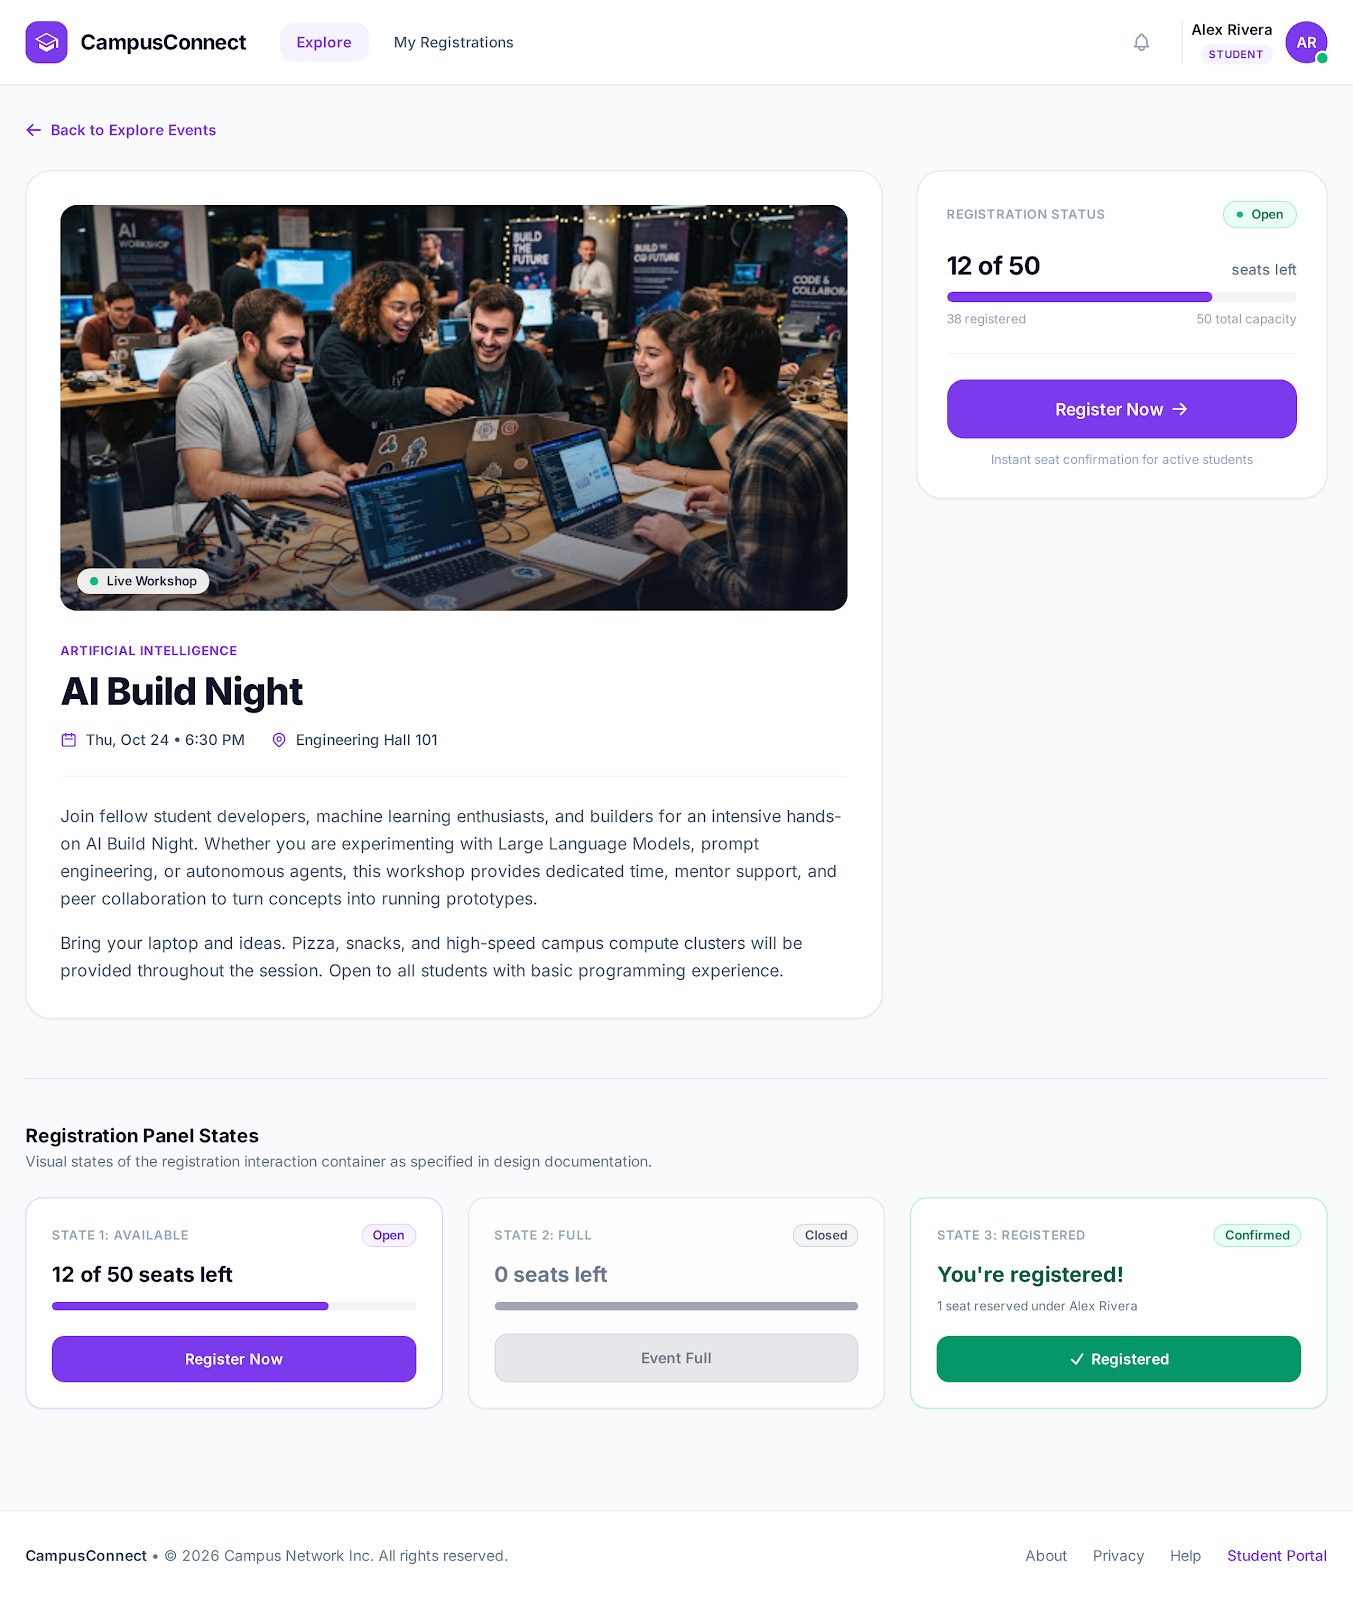 CampusConnect
Explore
My Registrations
Alex Rivera
STUDENT
AR
Back to Explore Events
AI
WORKSHOP
BUILD
THE
FUTURE
CODE &
Live Workshop
ARTIFICIAL INTELLIGENCE
AI Build Night
Thu, Oct 24 • 6:30 PM
Engineering Hall 101
Join fellow student developers, machine learning enthusiasts, and builders for an intensive hands-
on AI Build Night. Whether you are experimenting with Large Language Models, prompt
engineering, or autonomous agents, this workshop provides dedicated time, mentor support, and
peer collaboration to turn concepts into running prototypes.
Bring your laptop and ideas. Pizza, snacks, and high-speed campus compute clusters will be
provided throughout the session. Open to all students with basic programming experience.
REGISTRATION STATUS
Open
12 of 50
seats left
38 registered
50 total capacity
Register Now
Instant seat confirmation for active students
Registration Panel States
Visual states of the registration interaction container as specified in design documentation.
STATE 1: AVAILABLE
Open
12 of 50 seats left
Register Now
STATE 2: FULL
Closed
0 seats left
Event Full
STATE 3: REGISTERED
Confirmed
You're registered!
1 seat reserved under Alex Rivera
Registered
CampusConnect • © 2026 Campus Network Inc. All rights reserved.
About
Privacy
Help
Student Portal